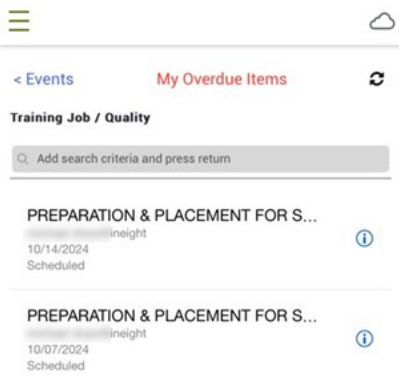 < Events My Overdue Items
Training Job / Quality
Add search criteria and press return
PREPARATION & PLACEMENT FOR S...
ineight
10/14/2024
Scheduled
PREPARATION & PLACEMENT FOR S...
ineight
10/07/2024
Scheduled